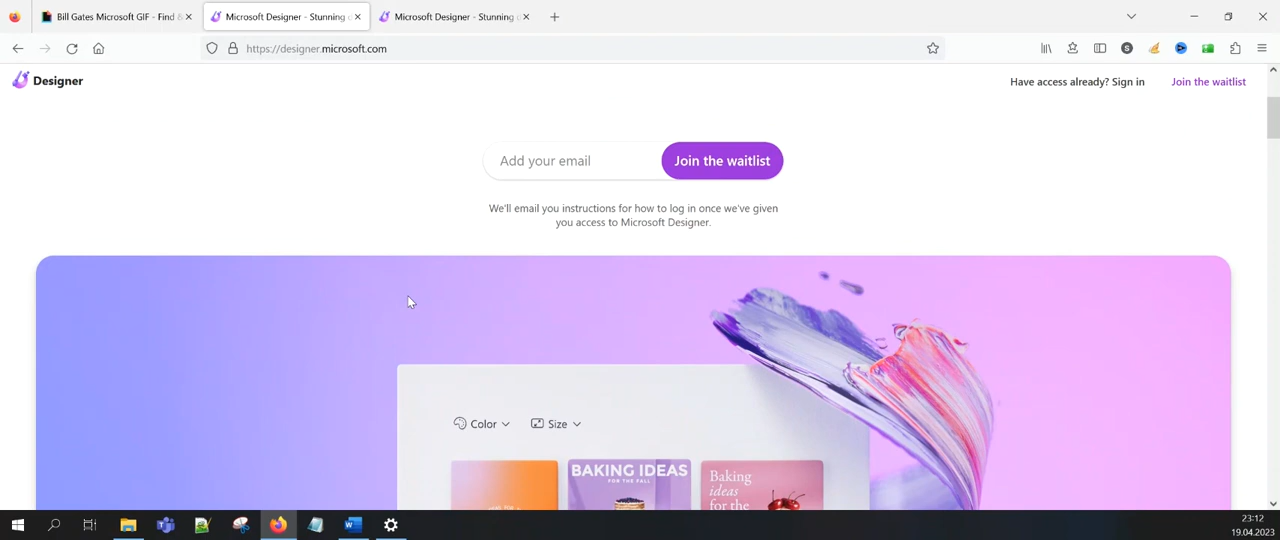 Bill Gates Microsoft GIF - Find &
Microsoft Designer - Stunning
Microsoft Designer - Stunning
https://designer.microsoft.com
Designer
Have access already? Sign in
Join the waitlist
Add your email
Join the waitlist
We'll email you instructions for how to log in once we've given
you access to Microsoft Designer.
Color
Size
BAKING IDEAS
FOR THE FALL
Baking
ideas
for the
23:12
19.04.2023